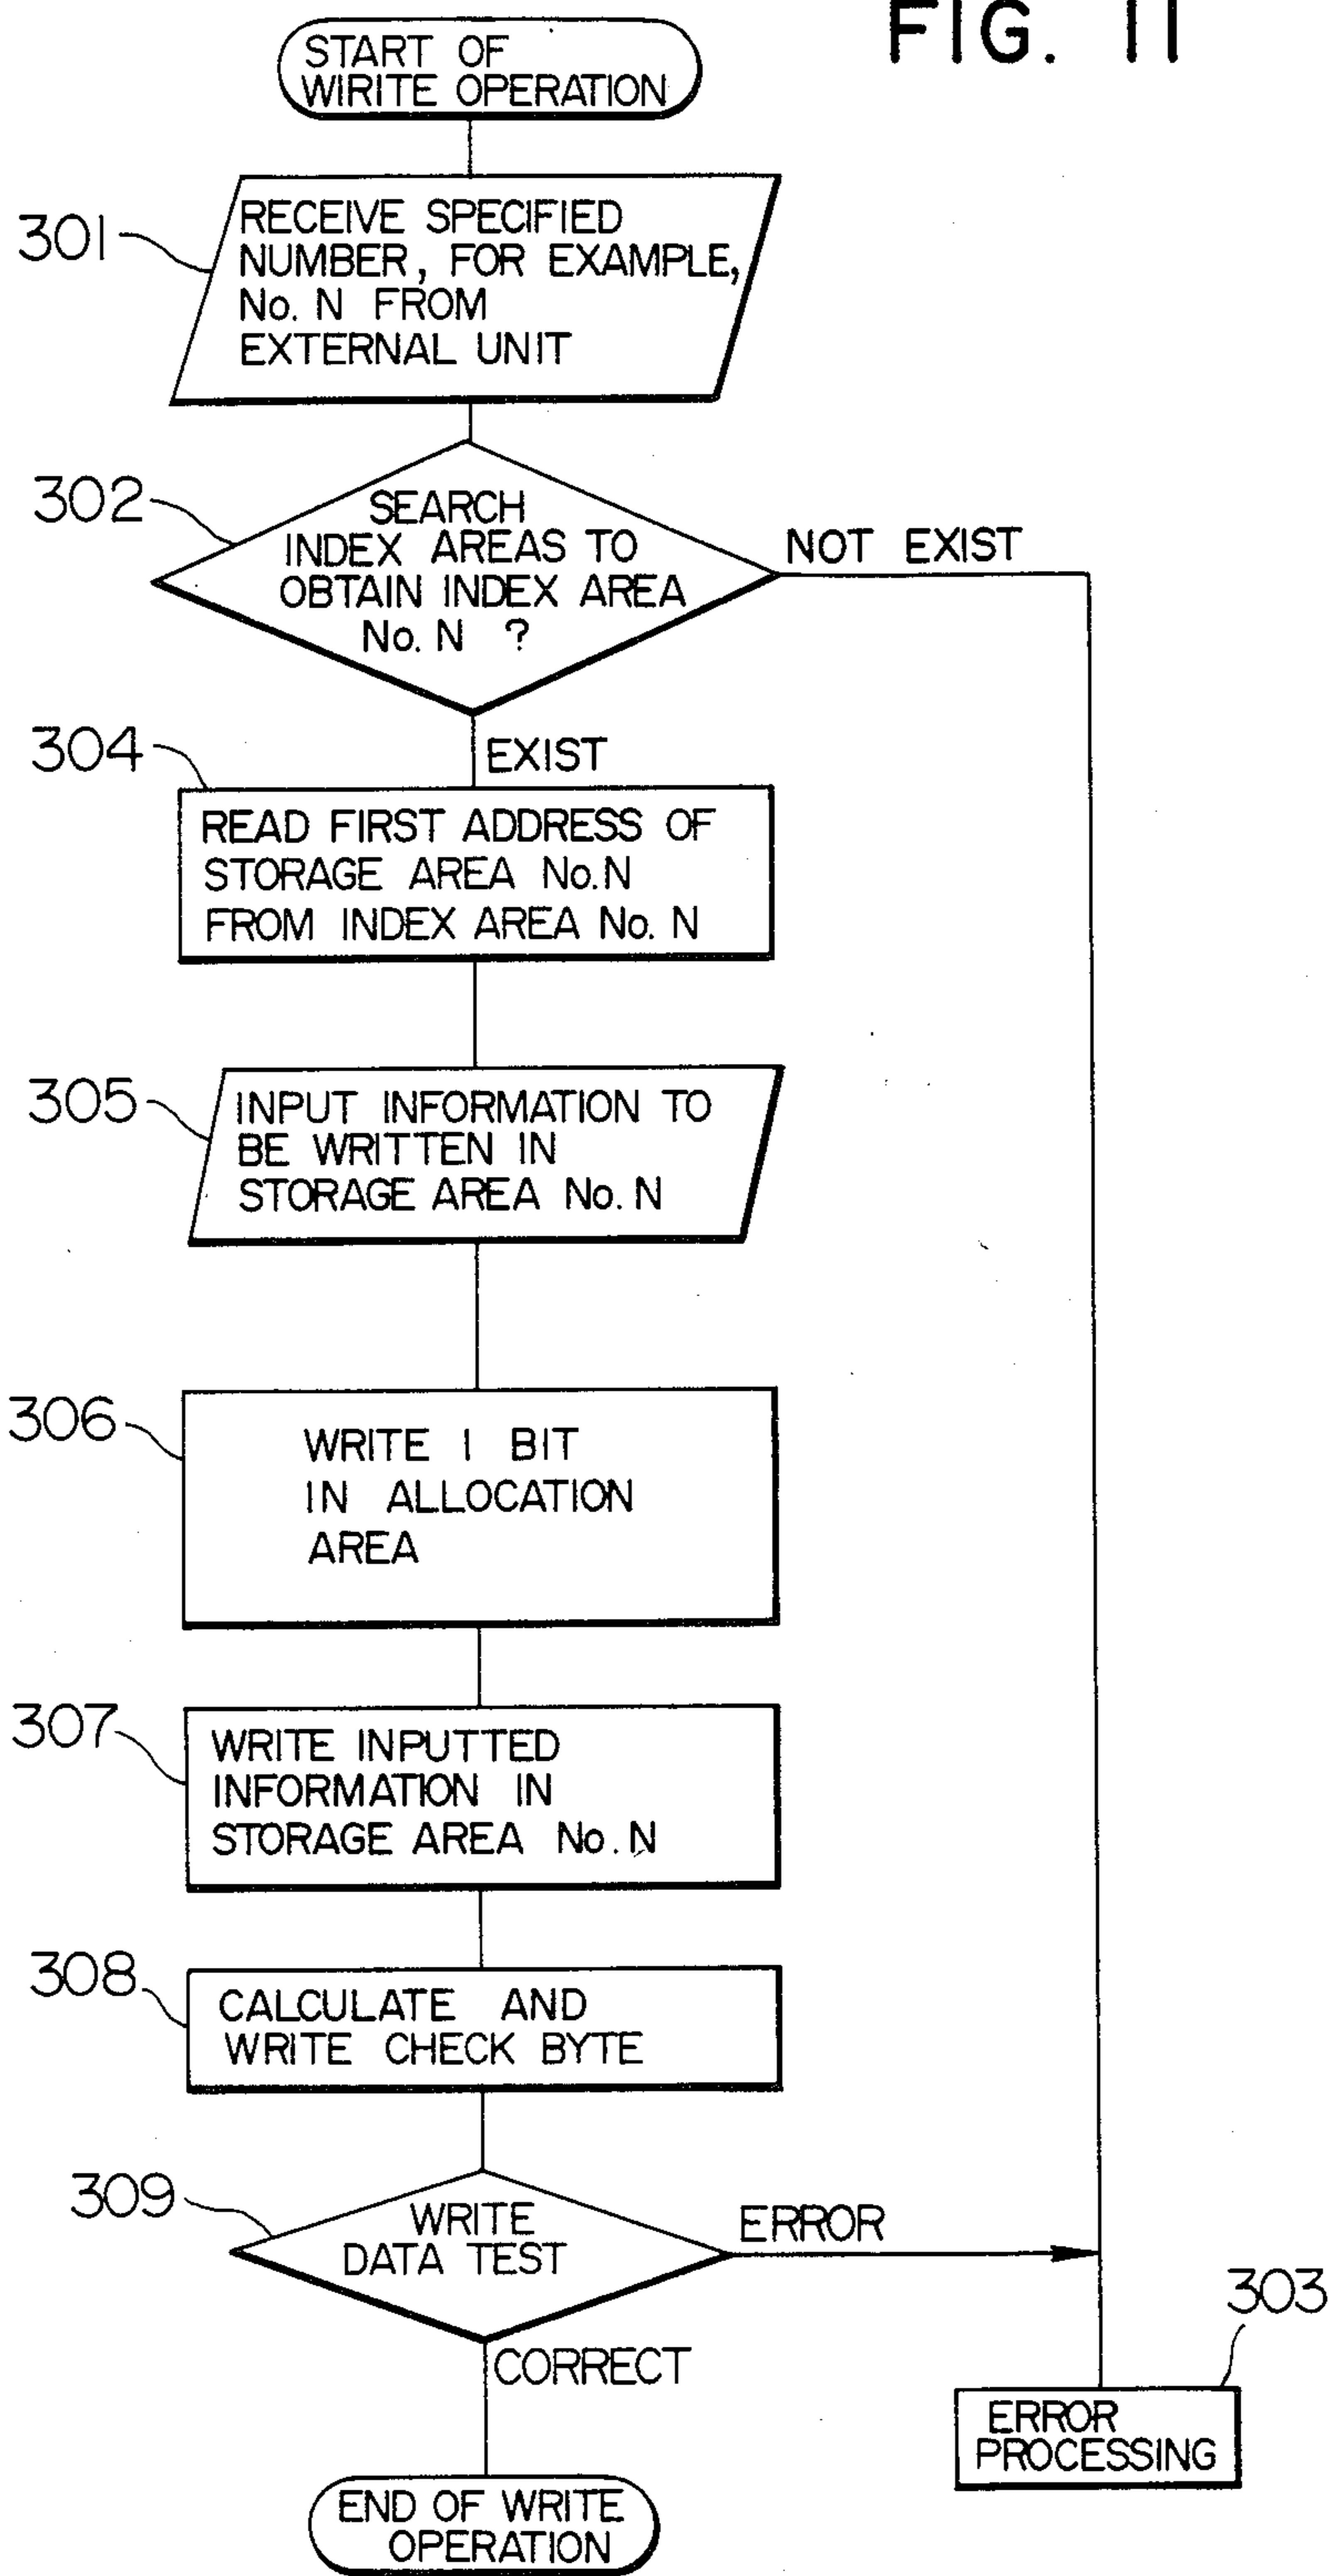 FIG. 11
START OF
WIRITE OPERATION
301
RECEIVE SPECIFIED
NUMBER, FOR EXAMPLE,
No. N FROM
EXTERNAL UNIT
302
SEARCH
INDEX AREAS TO
OBTAIN INDEX AREA
No. N ?
NOT EXIST
304
EXIST
READ FIRST ADDRESS OF
STORAGE AREA No. N
FROM INDEX AREA No. N
305
INPUT INFORMATION TO
BE WRITTEN IN
STORAGE AREA No. N
306
WRITE 1 BIT
IN ALLOCATION
AREA
307
WRITE INPUTTED
INFORMATION IN
STORAGE AREA No. N
308
CALCULATE AND
WRITE CHECK BYTE
309
WRITE
DATA TEST
ERROR
303
CORRECT
ERROR
PROCESSING
END OF WRITE
OPERATION